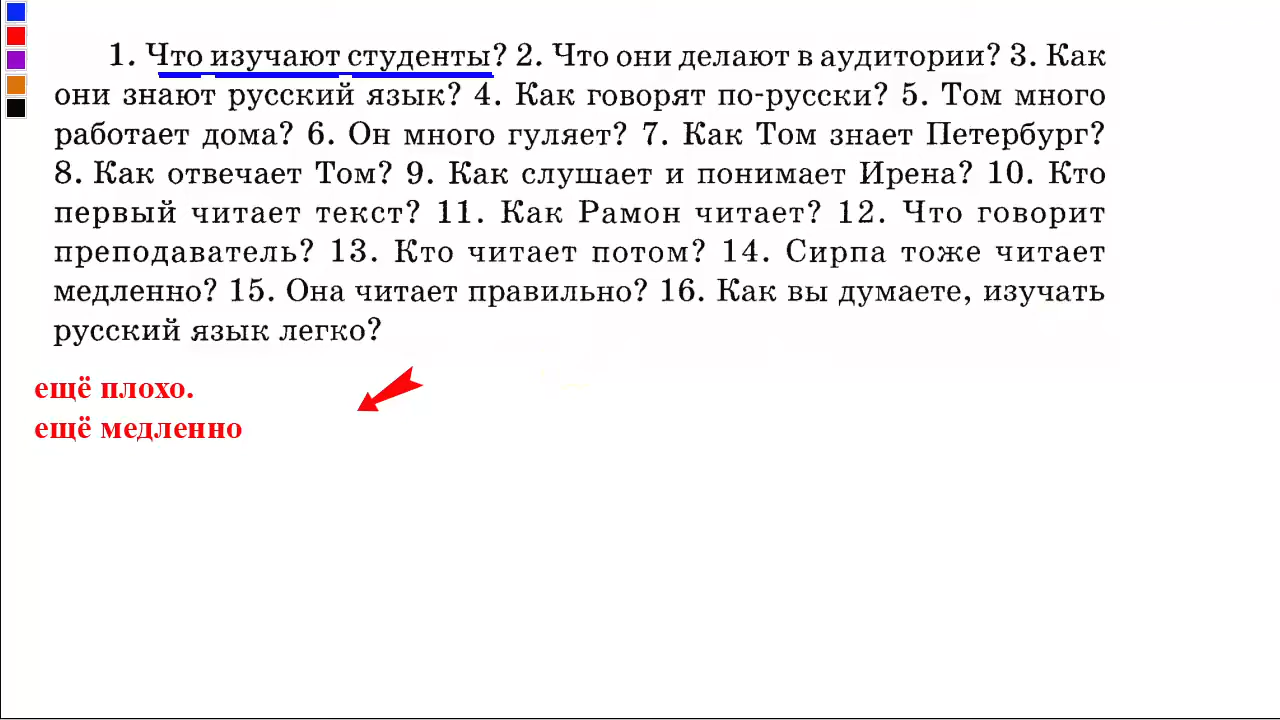 1. Что изучают студенты? 2. Что они делают в аудитории? 3. Как
они знают русский язык? 4. Как говорят по-русски? 5. Том много
работает дома? 6. Он много гуляет? 7. Как Том знает Петербург?
8. Как отвечает Том? 9. Как слушает и понимает Ирена? 10. Кто
первый читает текст? 11. Как Рамон читает? 12. Что говорит
преподаватель? 13. Кто читает потом? 14. Сирпа тоже читает
медленно? 15. Она читает правильно? 16. Как вы думаете, изучать
русский язык легко?
ещё плохо.
ещё медленно